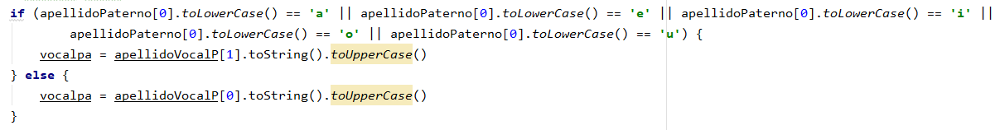 if (apellidoPaterno[0].toLowerCase() == 'a' || apellidoPaterno[0].toLowerCase() == 'e' || apellidoPaterno[0].toLowerCase() == 'i' ||
        apellidoPaterno[0].toLowerCase() == 'o' || apellidoPaterno[0].toLowerCase() == 'u') {
    vocalpa = apellidoVocalP[1].toString().toUpperCase()
} else {
    vocalpa = apellidoVocalP[0].toString().toUpperCase()
}